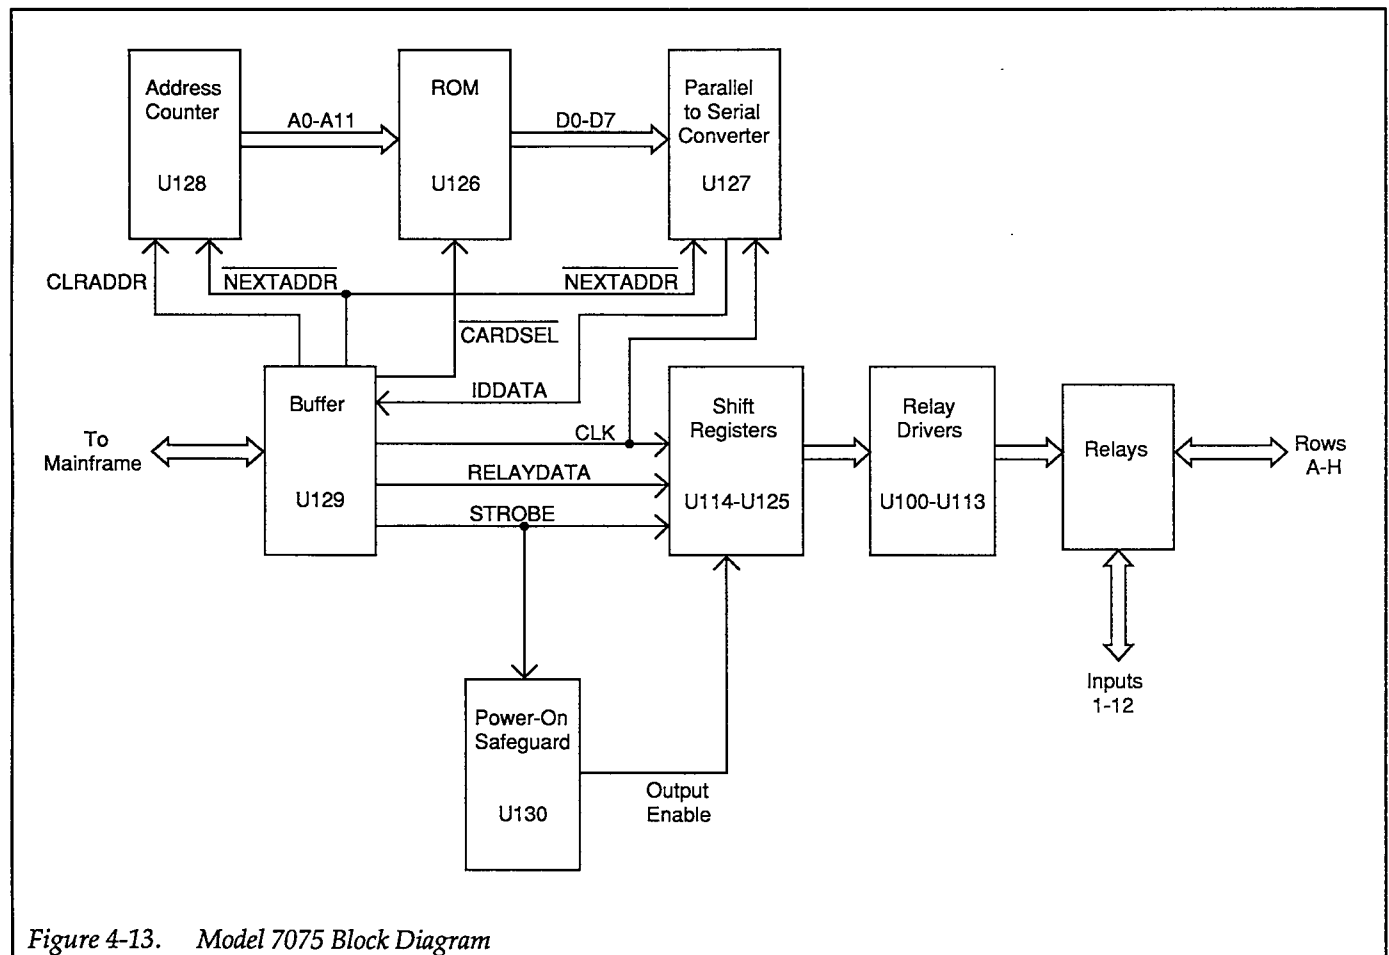 Address
Counter
U128
A0-A11
ROM
U126
D0-D7
Parallel
to Serial
Converter
U127
CLRADDR
NEXTADDR
NEXTADDR
CARDSEL
IDDATA
To
Mainframe
Buffer
U129
CLK
RELAYDATA
STROBE
Shift
Registers
U114-U125
Relay
Drivers
U100-U113
Relays
Rows
A-H
Inputs
1-12
Power-On
Safeguard
U130
Output
Enable
Figure 4-13. Model 7075 Block Diagram